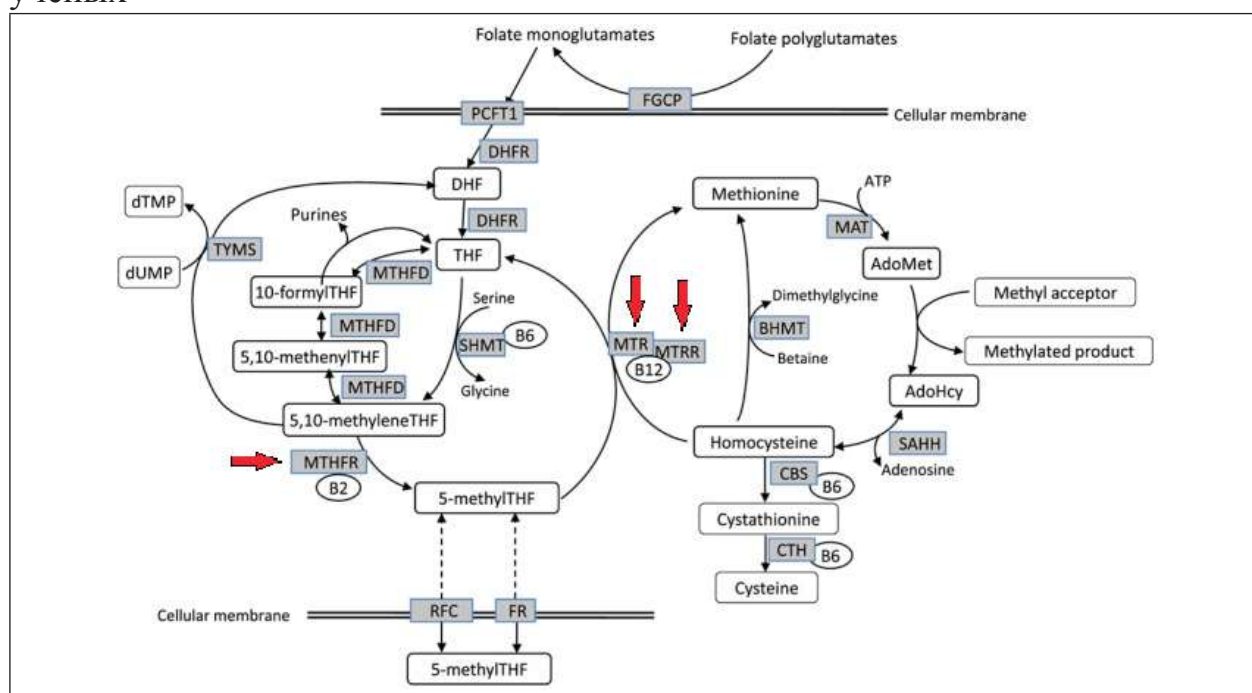 ученых
Folate monoglutamates
Folate polyglutamates
FGCP
PCFT1
Cellular membrane
DHFR
DHF
DHFR
THF
dTMP
TYMS
dUMP
Purines
MTHFD
10-formylTHF
MTHFD
5,10-methenylTHF
MTHFD
5,10-methyleneTHF
Serine
SHMT
B6
Glycine
MTHFR
B2
5-methylTHF
Cellular membrane
RFC
FR
5-methylTHF
Methionine
ATP
MAT
AdoMet
MTR
MTRR
B12
Dimethylglycine
BHMT
Betaine
Methyl acceptor
Methylated product
AdoHcy
Homocysteine
SAHH
Adenosine
CBS
B6
Cystathionine
CTH
B6
Cysteine